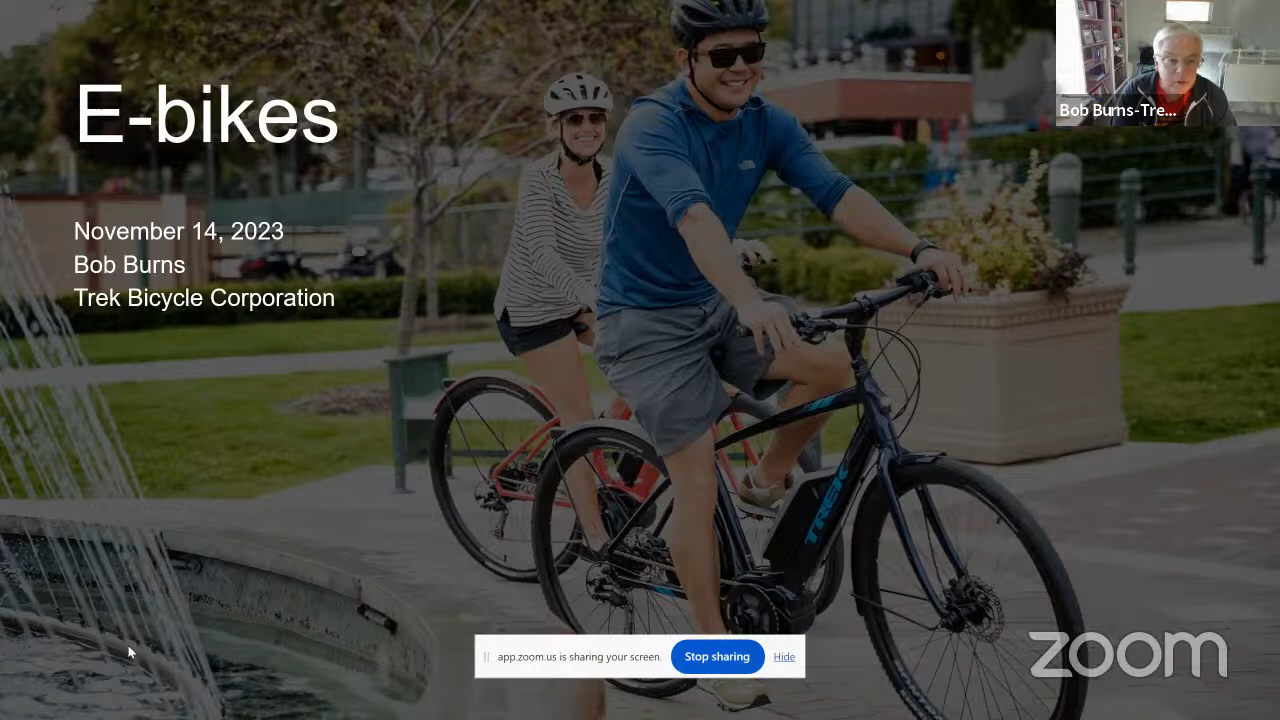 E-bikes
November 14, 2023
Bob Burns
Trek Bicycle Corporation
Bob Burns-Tre...
TREK
app.zoom.us is sharing your screen.
Stop sharing
Hide
zoom